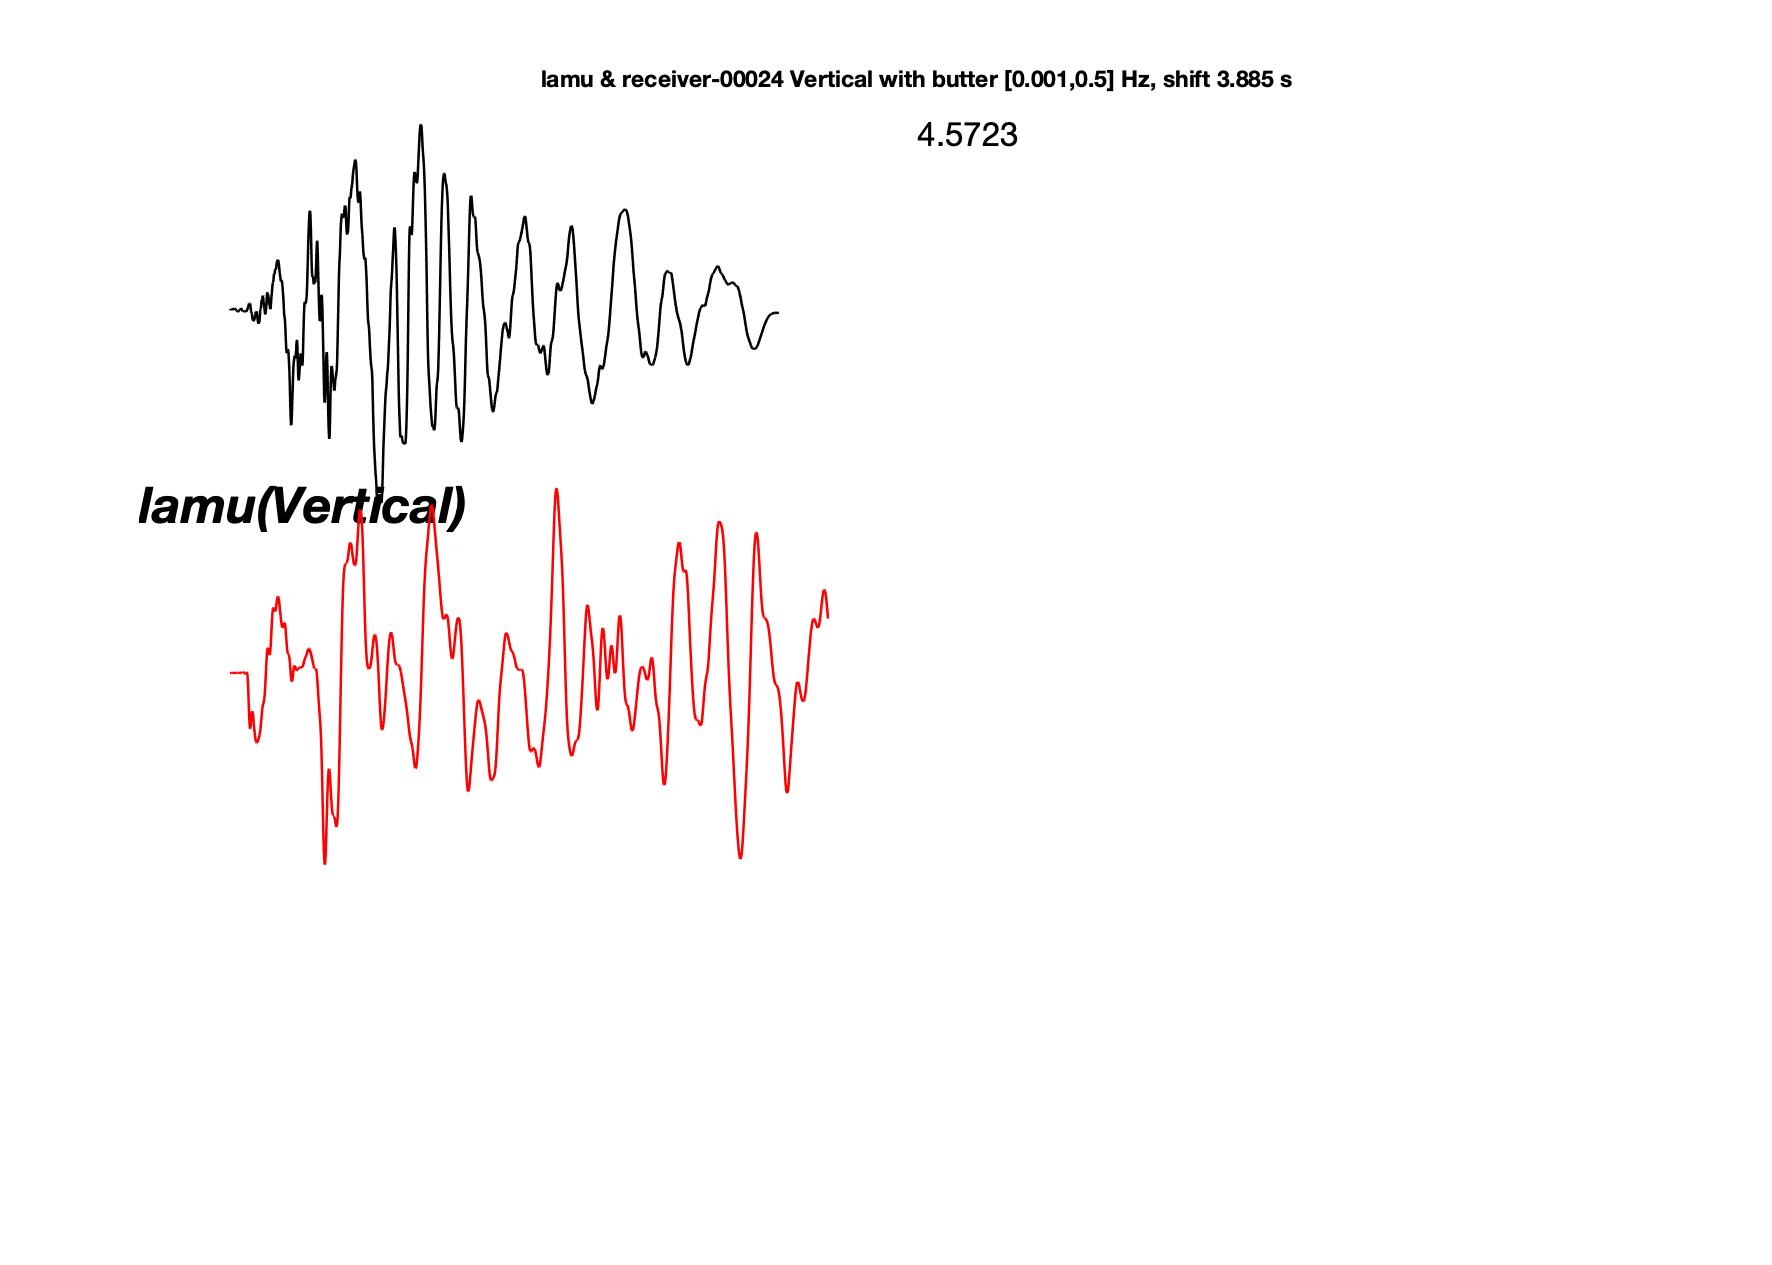 lamu & receiver-00024 Vertical with butter [0.001,0.5] Hz, shift 3.885 s
4.5723
lamu(Vertical)